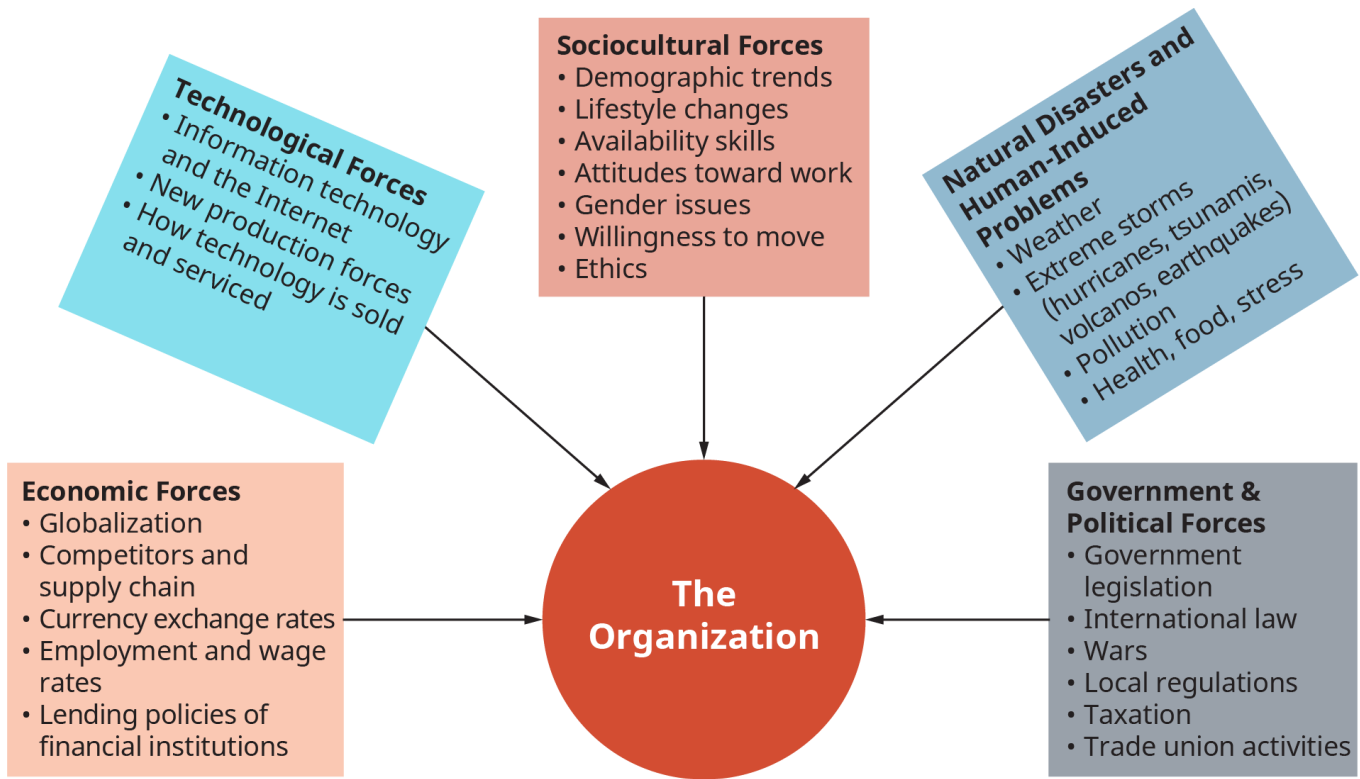 Technological Forces
• Information technology
and the Internet
• New production forces
• How technology is sold
and serviced
Sociocultural Forces
• Demographic trends
• Lifestyle changes
• Availability skills
• Attitudes toward work
• Gender issues
• Willingness to move
• Ethics
Natural Disasters and
Human-Induced
Problems
• Weather
• Extreme storms
(hurricanes, tsunamis,
volcanos, earthquakes)
• Pollution
• Health, food, stress
Economic Forces
• Globalization
• Competitors and
supply chain
• Currency exchange rates
• Employment and wage
rates
• Lending policies of
financial institutions
The
Organization
Government &
Political Forces
• Government
legislation
• International law
• Wars
• Local regulations
• Taxation
• Trade union activities